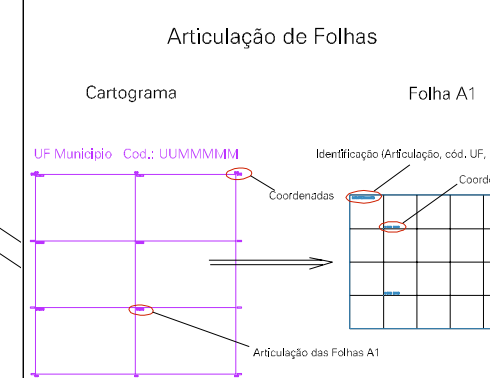 Articulação de Folhas
Cartograma
Folha A1
UF Municipio Cod.: UUMMMMM
Identificação (Articulação, cód. UF,
Coordenadas
Coord
Articulação das Folhas A1